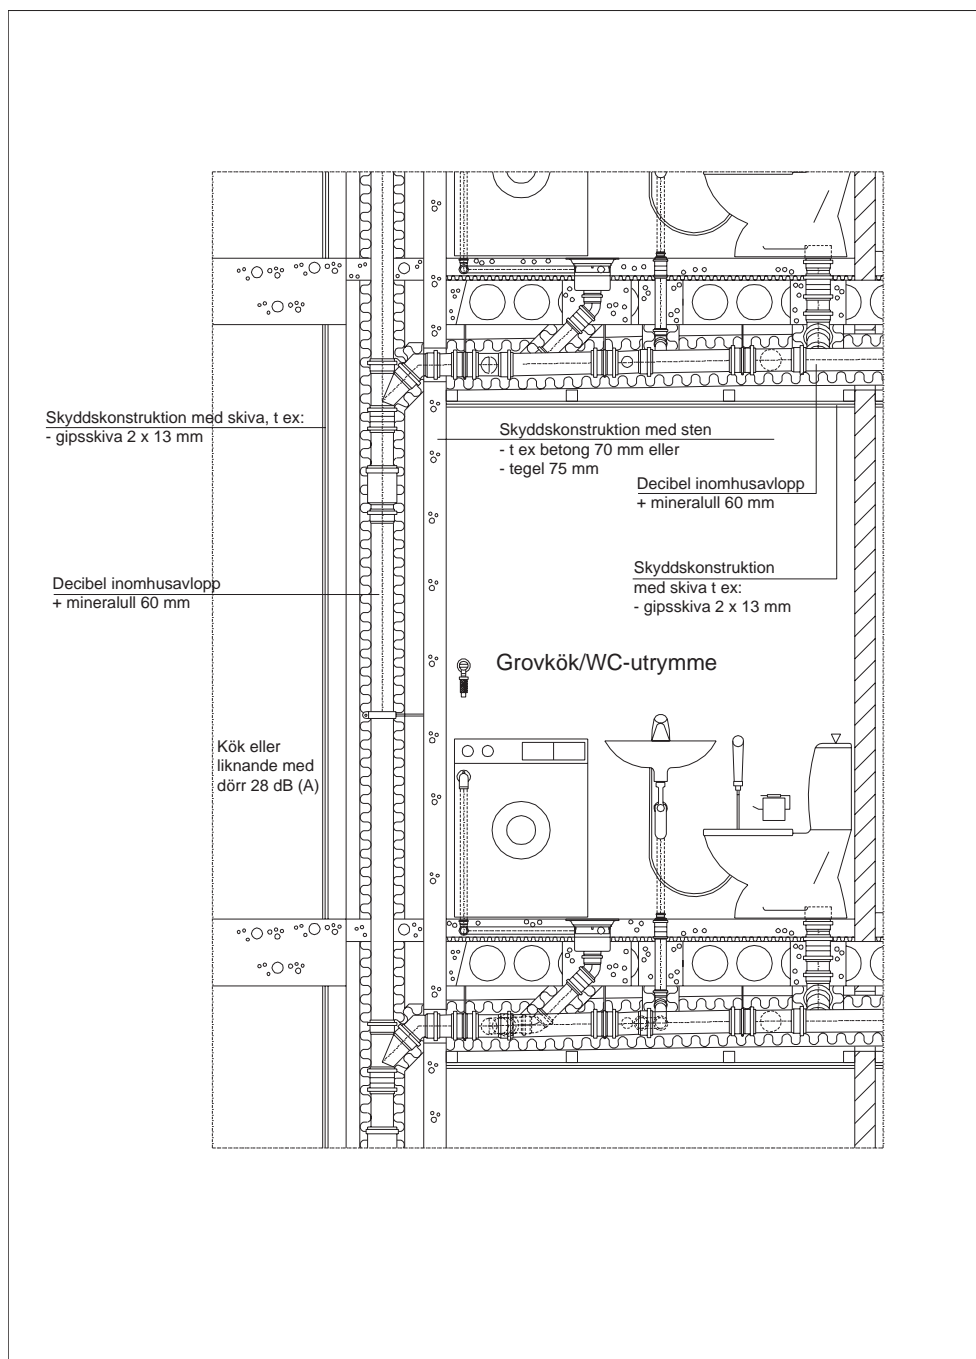 Skyddskonstruktion med skiva, t ex:
- gipsskiva 2 x 13 mm
Skyddskonstruktion med sten
- t ex betong 70 mm eller
- tegel 75 mm
Decibel inomhusavlopp
+ mineralull 60 mm
Decibel inomhusavlopp
+ mineralull 60 mm
Skyddskonstruktion
med skiva t ex:
- gipsskiva 2 x 13 mm
Grovkök/WC-utrymme
Kök eller
liknande med
dörr 28 dB (A)